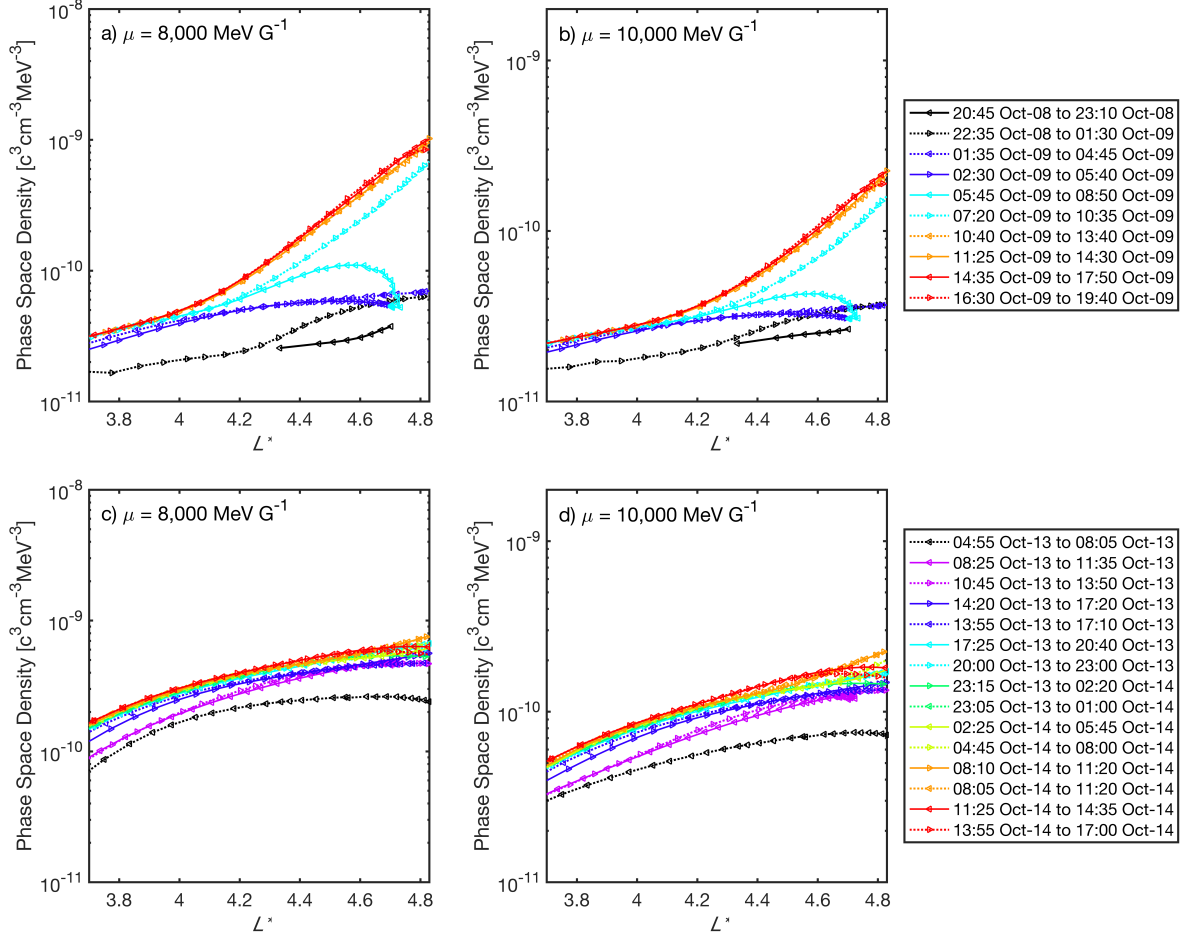 a) μ = 8,000 MeV G⁻¹
Phase Space Density [c³cm⁻³MeV⁻³]
10⁻⁸
10⁻⁹
10⁻¹⁰
10⁻¹¹
3.8 4 4.2 4.4 4.6 4.8
L*
b) μ = 10,000 MeV G⁻¹
Phase Space Density [c³cm⁻³MeV⁻³]
10⁻⁹
10⁻¹⁰
10⁻¹¹
3.8 4 4.2 4.4 4.6 4.8
L*
20:45 Oct-08 to 23:10 Oct-08
22:35 Oct-08 to 01:30 Oct-09
01:35 Oct-09 to 04:45 Oct-09
02:30 Oct-09 to 05:40 Oct-09
05:45 Oct-09 to 08:50 Oct-09
07:20 Oct-09 to 10:35 Oct-09
10:40 Oct-09 to 13:40 Oct-09
11:25 Oct-09 to 14:30 Oct-09
14:35 Oct-09 to 17:50 Oct-09
16:30 Oct-09 to 19:40 Oct-09
c) μ = 8,000 MeV G⁻¹
Phase Space Density [c³cm⁻³MeV⁻³]
10⁻⁸
10⁻⁹
10⁻¹⁰
10⁻¹¹
3.8 4 4.2 4.4 4.6 4.8
L*
d) μ = 10,000 MeV G⁻¹
Phase Space Density [c³cm⁻³MeV⁻³]
10⁻⁹
10⁻¹⁰
10⁻¹¹
3.8 4 4.2 4.4 4.6 4.8
L*
04:55 Oct-13 to 08:05 Oct-13
08:25 Oct-13 to 11:35 Oct-13
10:45 Oct-13 to 13:50 Oct-13
14:20 Oct-13 to 17:20 Oct-13
13:55 Oct-13 to 17:10 Oct-13
17:25 Oct-13 to 20:40 Oct-13
20:00 Oct-13 to 23:00 Oct-13
23:15 Oct-13 to 02:20 Oct-14
23:05 Oct-13 to 01:00 Oct-14
02:25 Oct-14 to 05:45 Oct-14
04:45 Oct-14 to 08:00 Oct-14
08:10 Oct-14 to 11:20 Oct-14
08:05 Oct-14 to 11:20 Oct-14
11:25 Oct-14 to 14:35 Oct-14
13:55 Oct-14 to 17:00 Oct-14